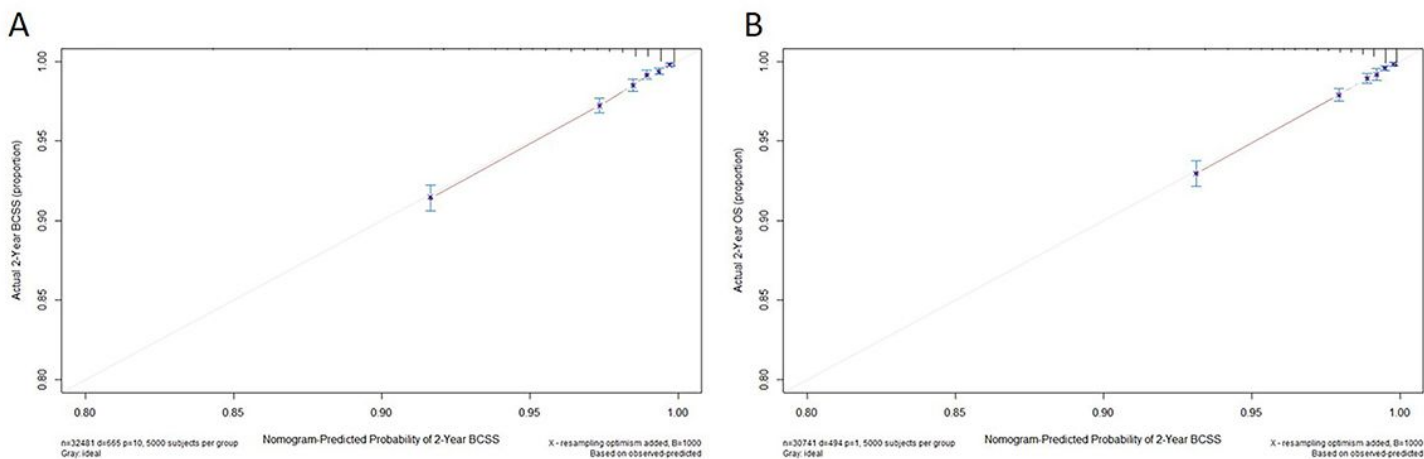 A
Actual 2-Year BCSS (proportion)
1.00
0.95
0.90
0.85
0.80
0.80 0.85 0.90 0.95 1.00
n=32481 d=665 p=10, 5000 subjects per group
Gray: ideal
Nomogram-Predicted Probability of 2-Year BCSS
X - resampling optimism added, B=1000
Based on observed-predicted
B
Actual 2-Year OS (proportion)
1.00
0.95
0.90
0.85
0.80
0.80 0.85 0.90 0.95 1.00
n=30741 d=494 p=1, 5000 subjects per group
Gray: ideal
Nomogram-Predicted Probability of 2-Year BCSS
X - resampling optimism added, B=1000
Based on observed-predicted